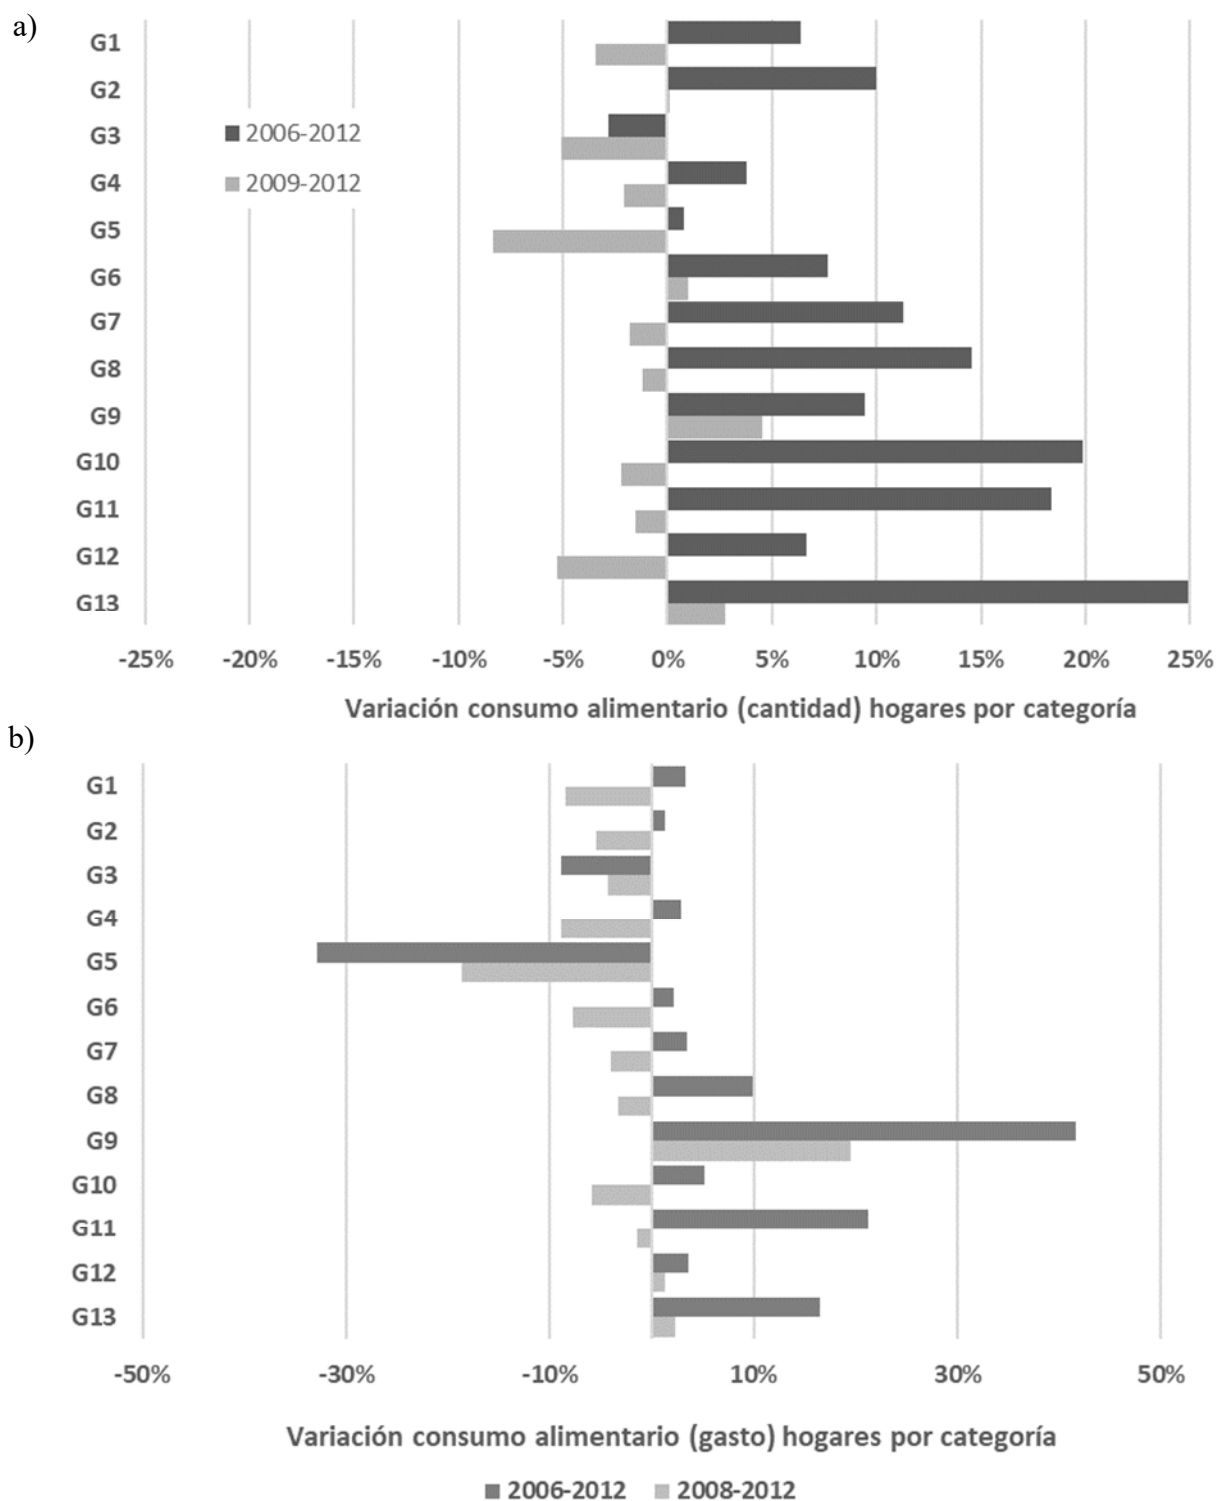 a)
G1
G2
G3
G4
G5
G6
G7
G8
G9
G10
G11
G12
G13
2006-2012
2009-2012
-25% -20% -15% -10% -5% 0% 5% 10% 15% 20% 25%
Variación consumo alimentario (cantidad) hogares por categoría
b)
G1
G2
G3
G4
G5
G6
G7
G8
G9
G10
G11
G12
G13
-50% -30% -10% 10% 30% 50%
Variación consumo alimentario (gasto) hogares por categoría
2006-2012 2008-2012